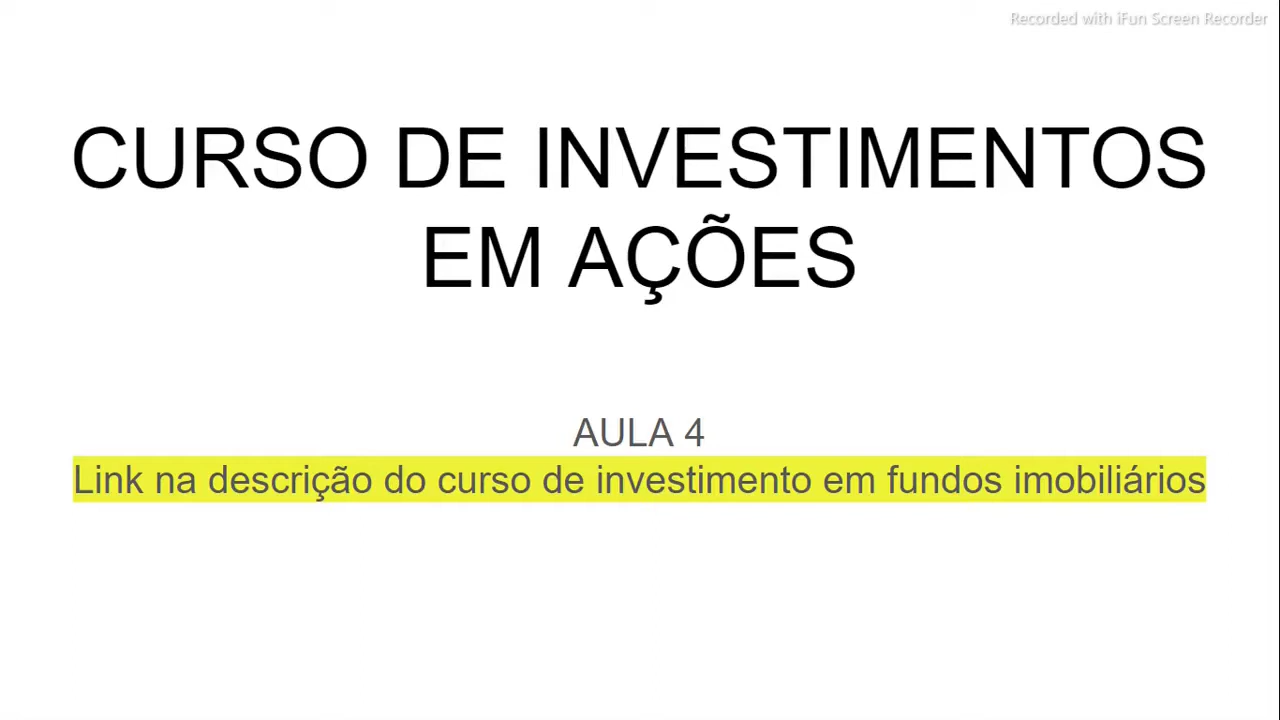 Recorded with iFun Screen Recorder
CURSO DE INVESTIMENTOS
EM AÇÕES
AULA 4
Link na descrição do curso de investimento em fundos imobiliários